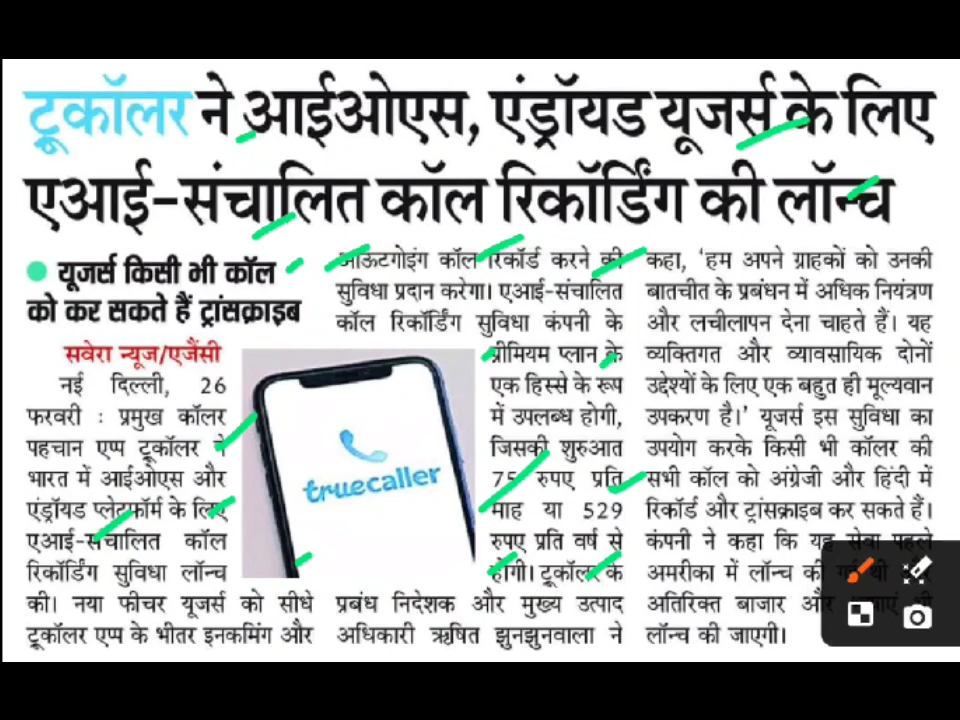 ट्रूकॉलर ने आईओएस, एंड्रॉयड यूजर्स के लिए
एआई-संचालित कॉल रिकॉर्डिंग की लॉन्च
यूजर्स किसी भी कॉल
को कर सकते हैं ट्रांसक्राइब
सवेरा न्यूज/एजैंसी
नई दिल्ली, 26
फरवरी : प्रमुख कॉलर
पहचान एप्प ट्रूकॉलर ने
भारत में आईओएस और
एंड्रॉयड प्लेटफॉर्म के लिए
एआई-संचालित कॉल
रिकॉर्डिंग सुविधा लॉन्च
की। नया फीचर यूजर्स को सीधे
ट्रूकॉलर एप्प के भीतर इनकमिंग और
truecaller
आऊटगोइंग कॉल रिकॉर्ड करने की
सुविधा प्रदान करेगा। एआई-संचालित
कॉल रिकॉर्डिंग सुविधा कंपनी के
प्रीमियम प्लान के
एक हिस्से के रूप
में उपलब्ध होगी,
जिसकी शुरुआत
75 रुपए प्रति
माह या 529
रुपए प्रति वर्ष से
होगी। ट्रूकॉलर के
प्रबंध निदेशक और मुख्य उत्पाद
अधिकारी ऋषित झुनझुनवाला ने
कहा, 'हम अपने ग्राहकों को उनकी
बातचीत के प्रबंधन में अधिक नियंत्रण
और लचीलापन देना चाहते हैं। यह
व्यक्तिगत और व्यावसायिक दोनों
उद्देश्यों के लिए एक बहुत ही मूल्यवान
उपकरण है।' यूजर्स इस सुविधा का
उपयोग करके किसी भी कॉलर की
सभी कॉल को अंग्रेजी और हिंदी में
रिकॉर्ड और ट्रांसक्राइब कर सकते हैं।
कंपनी ने कहा कि यह सेवा पहले
अमरीका में लॉन्च की गई थी
अतिरिक्त बाजार और भी
लॉन्च की जाएगी।